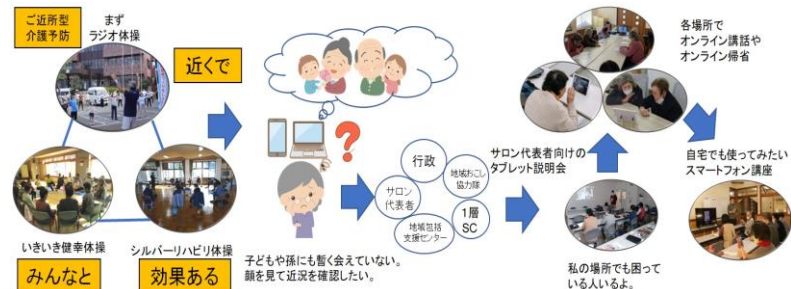 ご近所型
介護予防
まず
ラジオ体操
近くで
いきいき健幸体操
シルバーリハビリ体操
みんなと
効果ある
?
子どもや孫にも暫く会えていない。
顔を見て近況を確認したい。
行政
地域おこし
協力隊
サロン
代表者
1層
SC
地域包括
支援センター
サロン代表者向けの
タブレット説明会
私の場所でも困って
いる人いるよ。
各場所で
オンライン講話や
オンライン帰省
自宅でも使ってみたい
スマートフォン講座